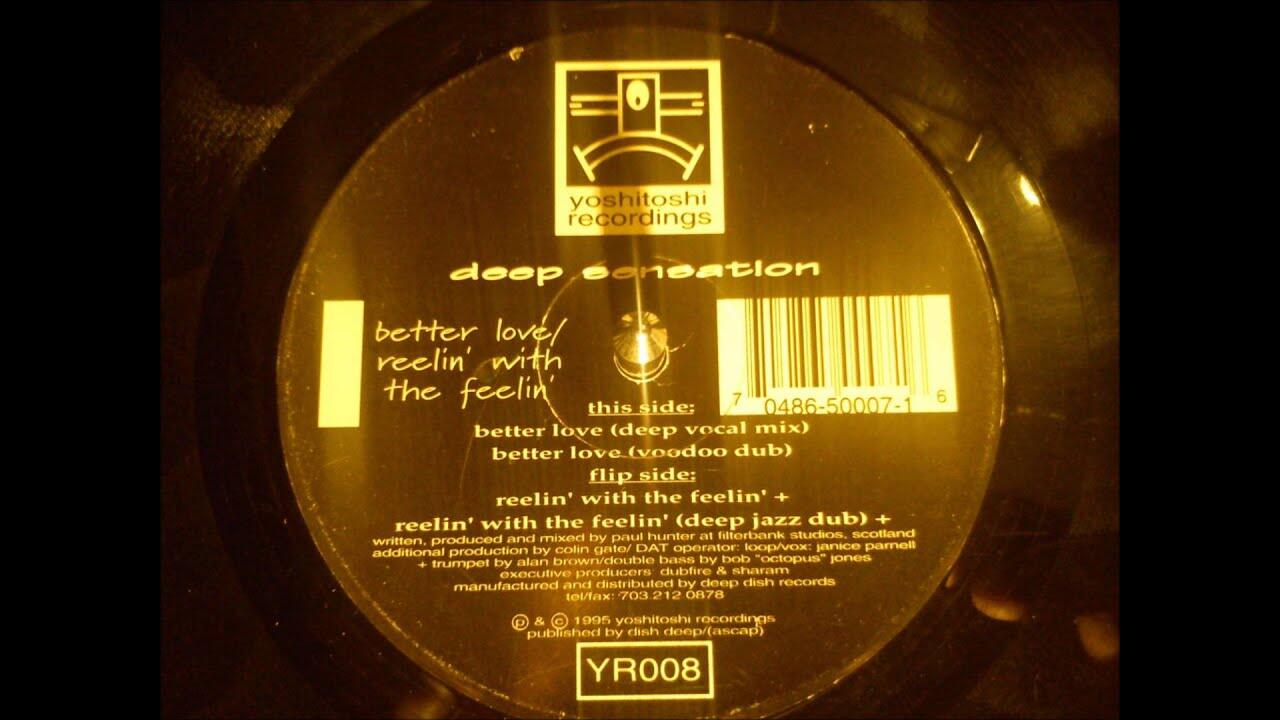 yoshitoshi
recordings
deep sensation
better love/
reelin' with
the feelin'
7 0486-50007-1 6
this side:
better love (deep vocal mix)
better love (voodoo dub)
flip side:
reelin' with the feelin' +
reelin' with the feelin' (deep jazz dub) +
written, produced and mixed by paul hunter at filterbank studios, scotland
additional production by colin gate/ DAT operator: loop/vox: janice parnell
+ trumpet by alan brown/double bass by bob "octopus" jones
executive producers: dubfire & sharam
manufactured and distributed by deep dish records
tel/fax: 703 212 0878
℗ & © 1995 yoshitoshi recordings
published by dish deep/(ascap)
YR008